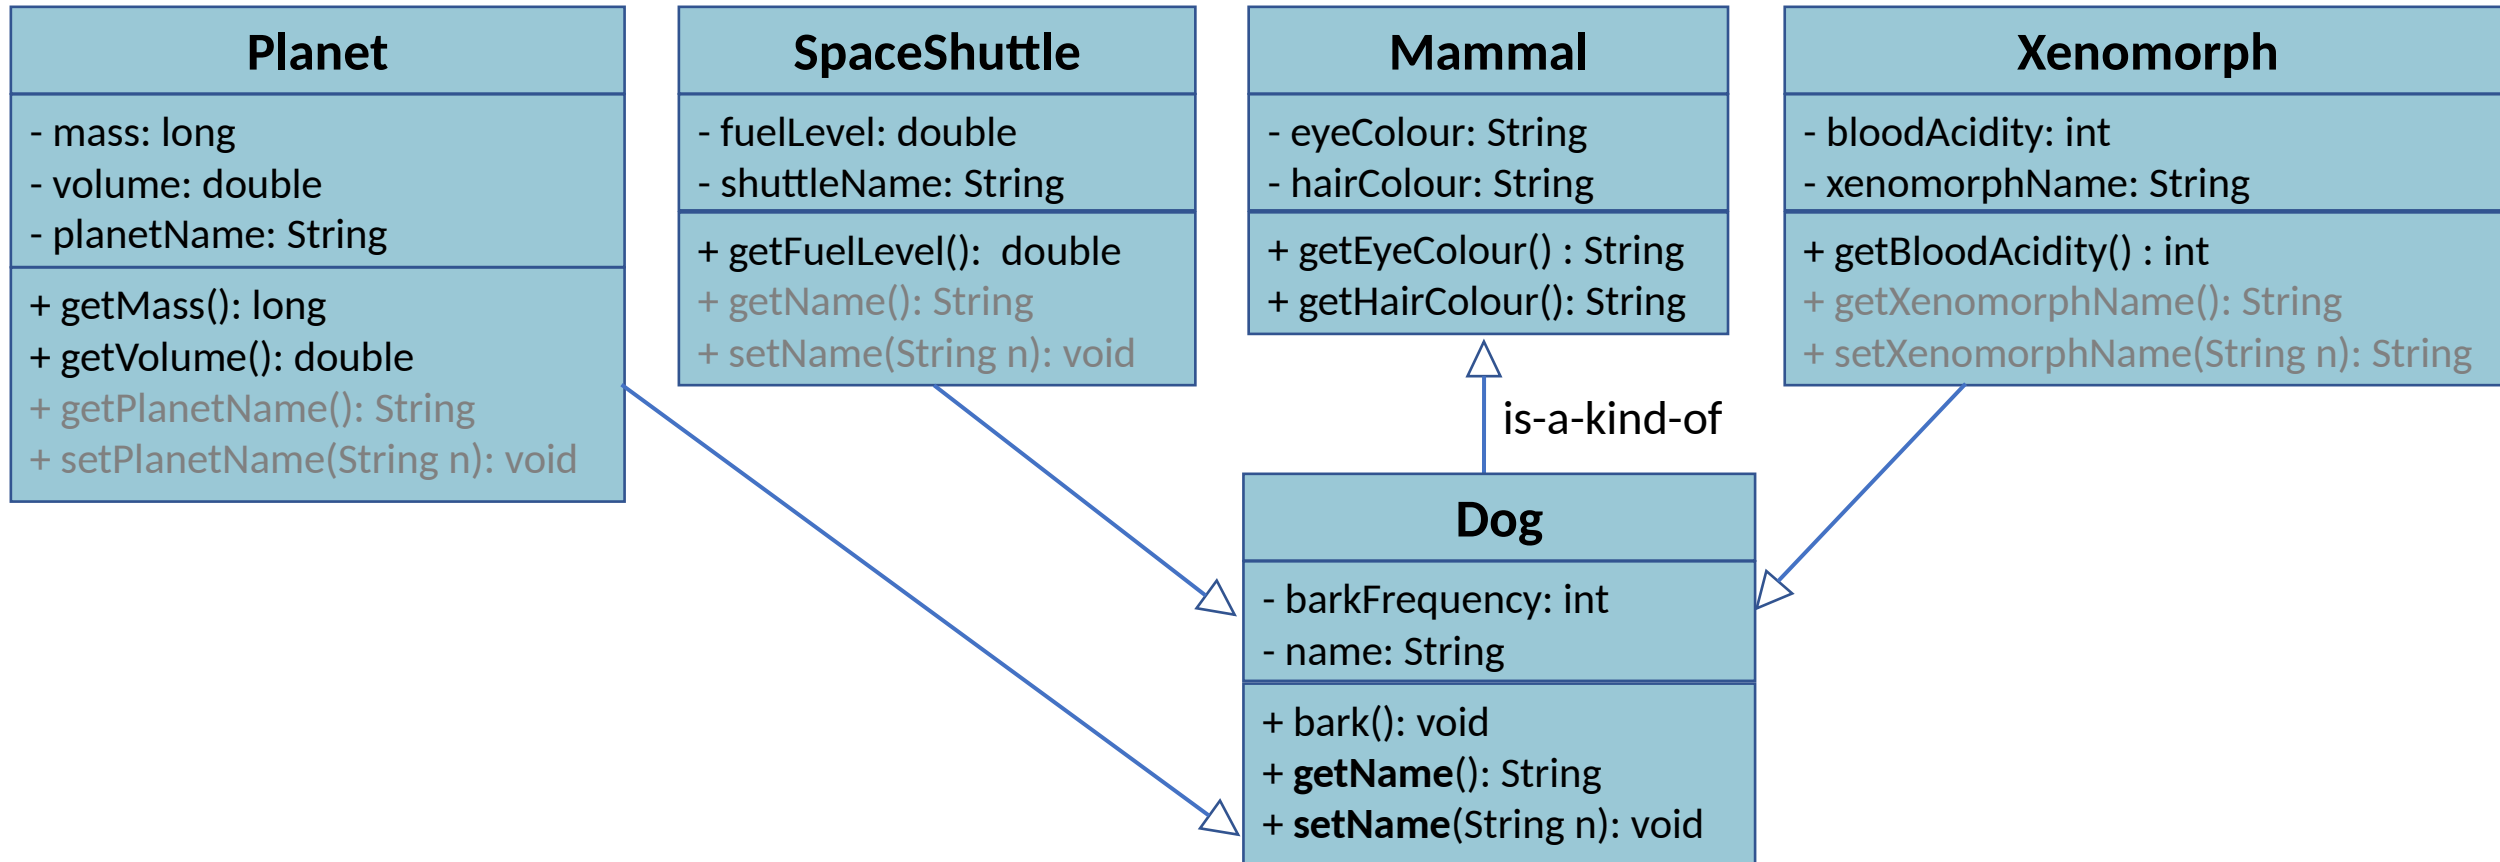 Planet
- mass: long
- volume: double
- planetName: String
+ getMass(): long
+ getVolume(): double
+ getPlanetName(): String
+ setPlanetName(String n): void
SpaceShuttle
- fuelLevel: double
- shuttleName: String
+ getFuelLevel():  double
+ getName(): String
+ setName(String n): void
Mammal
- eyeColour: String
- hairColour: String
+ getEyeColour() : String
+ getHairColour(): String
Xenomorph
- bloodAcidity: int
- xenomorphName: String
+ getBloodAcidity() : int
+ getXenomorphName(): String
+ setXenomorphName(String n): String
is-a-kind-of
Dog
- barkFrequency: int
- name: String
+ bark(): void
+ getName(): String
+ setName(String n): void